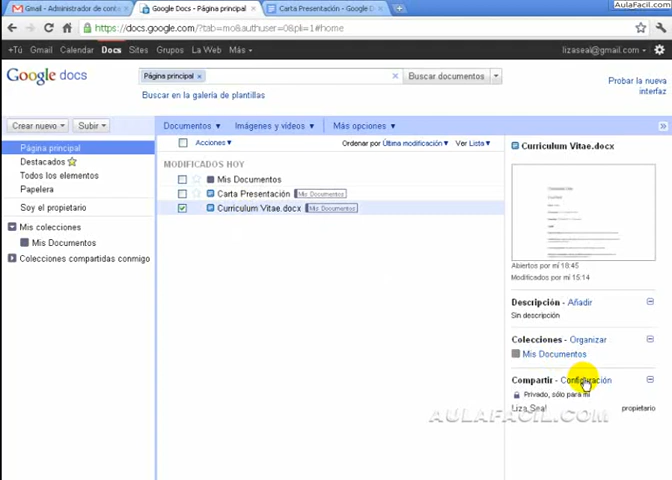 AulaFacil.com
Gmail - Administrador de conta
Google Docs - Página principal
Carta Presentación - Google D
https://docs.google.com/?tab=mo&authuser=0&pli=1#home
+Tú Gmail Calendar Docs Sites Grupos La Web Más
lizaseal@gmail.com
Google docs
Página principal
Buscar documentos
Probar la nueva
interfaz
Buscar en la galería de plantillas
Crear nuevo
Subir
Documentos
Imágenes y vídeos
Más opciones
Acciones
Ordenar por Última modificación
Ver Lista
Página principal
Destacados
Todos los elementos
Papelera
Soy el propietario
Mis colecciones
Mis Documentos
Colecciones compartidas conmigo
MODIFICADOS HOY
Mis Documentos
Carta Presentación Mis Documentos
Curriculum Vitae.docx Mis Documentos
Curriculum Vitae.docx
Abiertos por mí 16:45
Modificados por mí 15:14
Descripción - Añadir
Sin descripción
Colecciones - Organizar
Mis Documentos
Compartir - Configuración
Privado, sólo para mí
Liza Seal propietario
AULAFACIL.COM